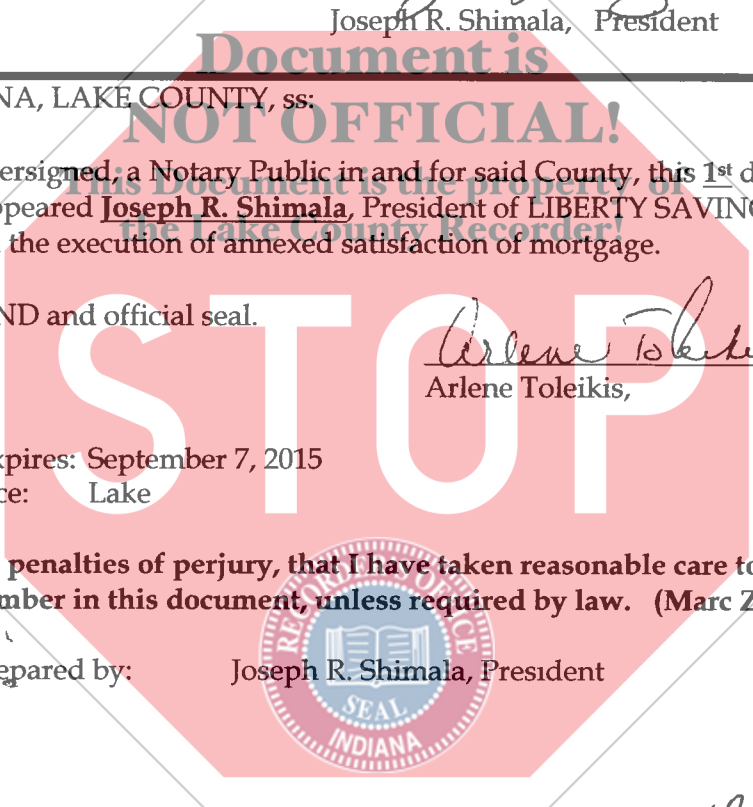 Joseph R. Shimala, President
Document is
NA, LAKE COUNTY, ss:
NOT OFFICIAL!
ersigned, a Notary Public in and for said County, this 1st d
This Document is the property of
ppeared Joseph R. Shimala, President of LIBERTY SAVING
the Lake County Recorder!
the execution of annexed satisfaction of mortgage.
ND and official seal.
STOP
Arlene Toleikis
Arlene Toleikis,
xpires: September 7, 2015
ce: Lake
penalties of perjury, that I have taken reasonable care to
mber in this document, unless required by law. (Marc Z
epared by: Joseph R. Shimala, President
RECORDER'S OFFICE
SEAL
INDIANA